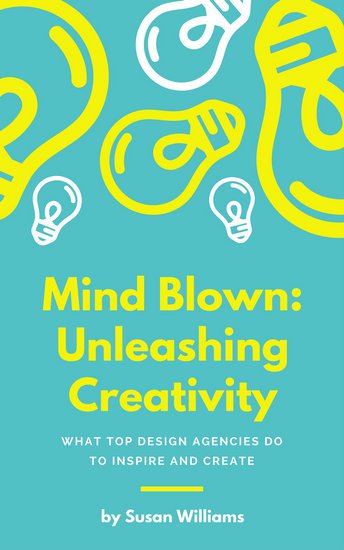 Mind Blown:
Unleashing
Creativity
WHAT TOP DESIGN AGENCIES DO
TO INSPIRE AND CREATE
by Susan Williams